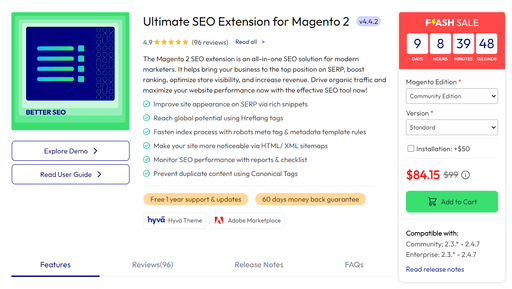 BETTER SEO
Explore Demo
Read User Guide
Ultimate SEO Extension for Magento 2 v4.4.2
4.9 (96 reviews) Read all >
The Magento 2 SEO extension is an all-in-one SEO solution for modern
marketers. It helps bring your business to the top position on SERP, boost
ranking, optimize store visibility, and increase revenue. Drive organic traffic and
maximize your website performance now with the effective SEO tool now!
Improve site appearance on SERP via rich snippets
Reach global potential using Hreflang tags
Fasten index process with robots meta tag & metadata template rules
Make your site more noticeable via HTML/ XML sitemaps
Monitor SEO performance with reports & checklist
Prevent duplicate content using Canonical Tags
Free 1 year support & updates 60 days money back guarantee
hyvä Hyvä Theme Adobe Marketplace
FLASH SALE
9 8 39 48
DAYS HOURS MINUTES SECONDS
Magento Edition *
Community Edition
Version *
Standard
Installation: +$50
$84.15 $99
Add to Cart
Compatible with:
Community: 2.3.* - 2.4.7
Enterprise: 2.3.* - 2.4.7
Read release notes
Features Reviews(96) Release Notes FAQs